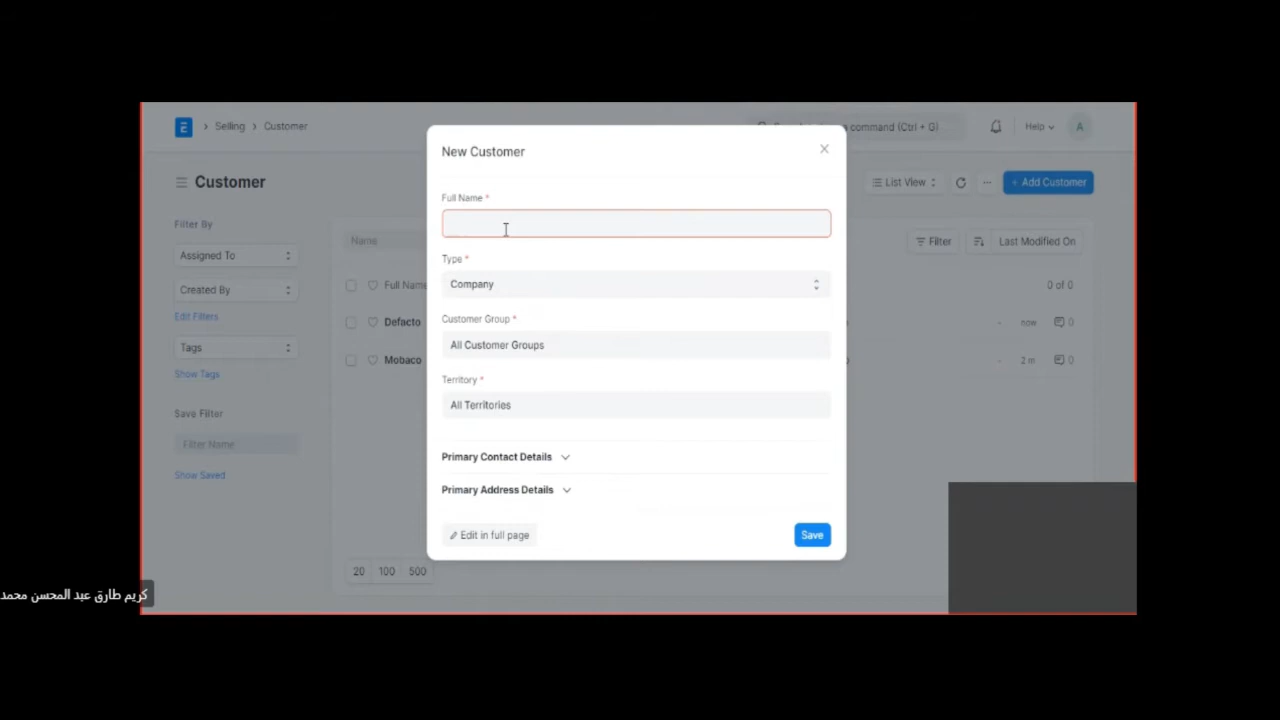 Selling > Customer
command (Ctrl + G)
Help
A
Customer
List View
...
+ Add Customer
Filter By
Assigned To
Created By
Edit Filters
Tags
Show Tags
Save Filter
Filter Name
Show Saved
Name
Filter
Last Modified On
Full Name
0 of 0
Defacto
- now 0
Mobaco
- 2 m 0
20 100 500
New Customer
Full Name *
Type *
Company
Customer Group *
All Customer Groups
Territory *
All Territories
Primary Contact Details
Primary Address Details
Edit in full page
Save
كريم طارق عبد المحسن محمد